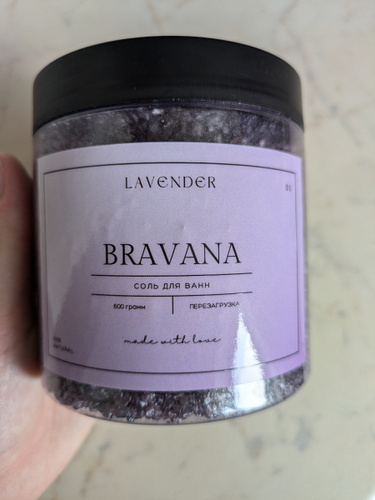 LAVENDER
BRAVANA
СОЛЬ ДЛЯ ВАНН
600 грамм
ПЕРЕЗАГРУЗКА
made with love